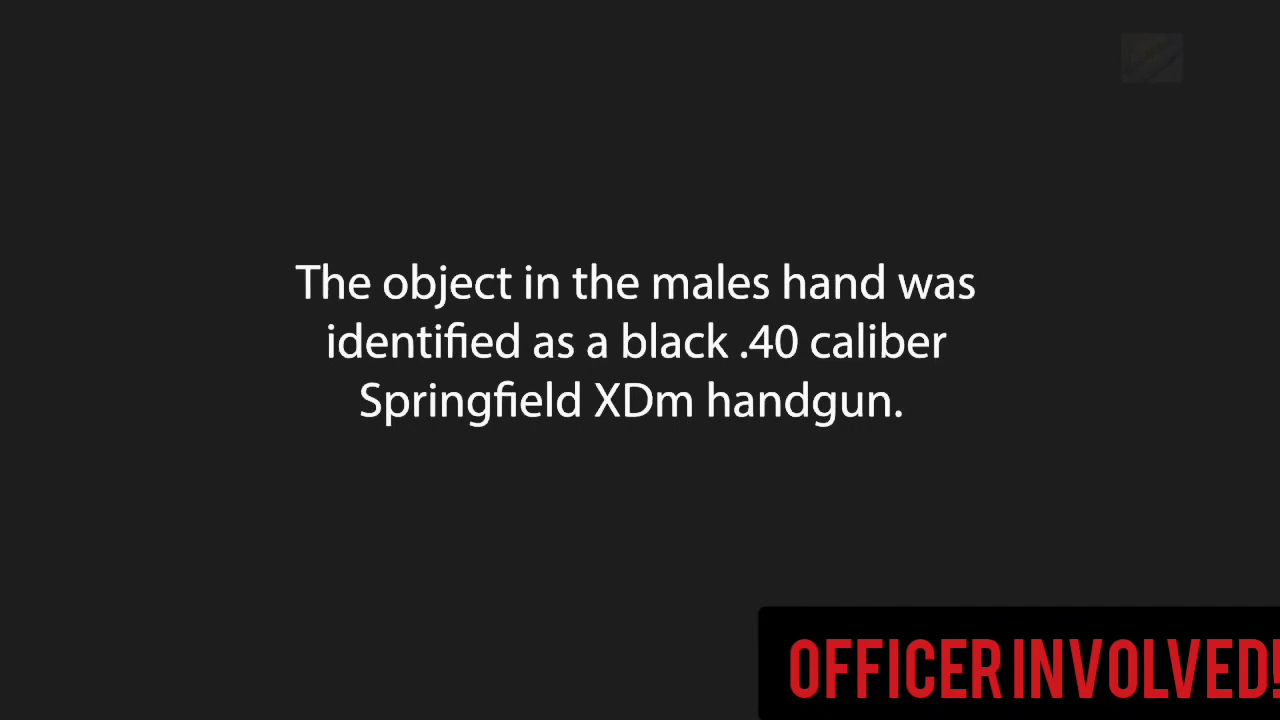 The object in the males hand was
identified as a black .40 caliber
Springfield XDm handgun.
OFFICER INVOLVED!